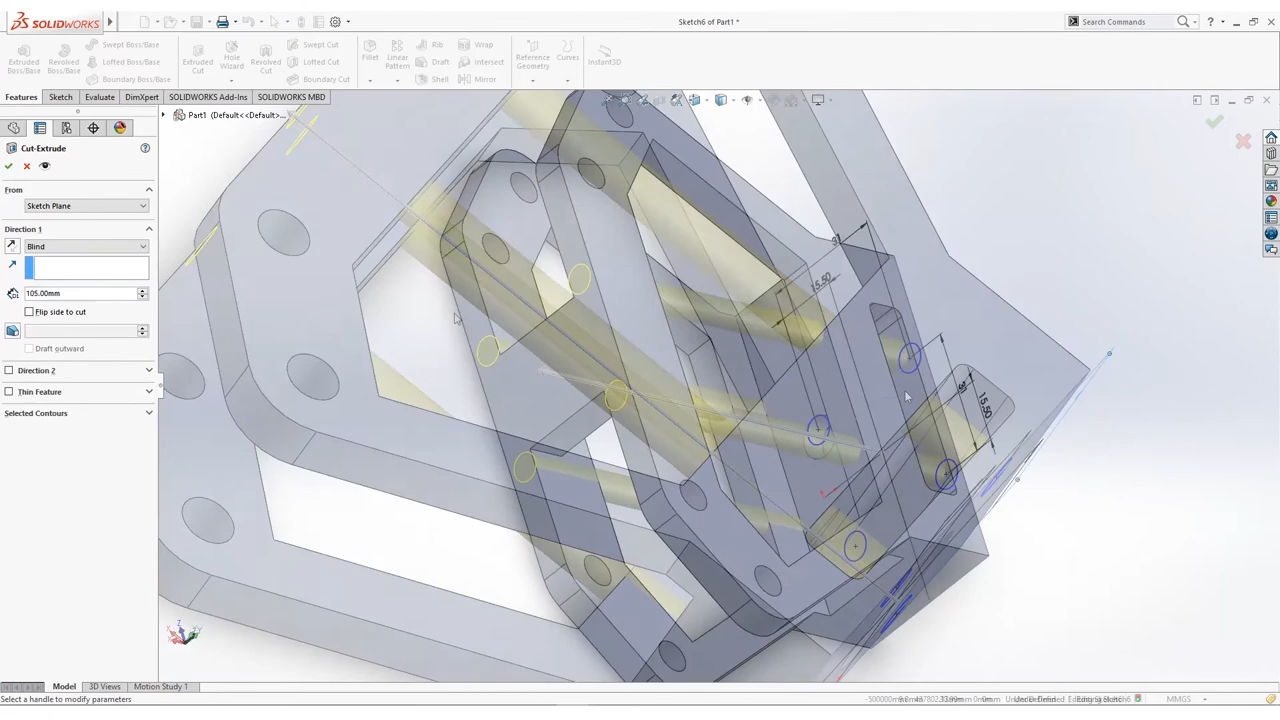 SOLIDWORKS
Sketch6 of Part1 *
Search Commands
Extruded Boss/Base
Revolved Boss/Base
Swept Boss/Base
Lofted Boss/Base
Boundary Boss/Base
Extruded Cut
Hole Wizard
Revolved Cut
Swept Cut
Lofted Cut
Boundary Cut
Fillet
Linear Pattern
Rib
Draft
Shell
Wrap
Intersect
Mirror
Reference Geometry
Curves
Instant3D
Features Sketch Evaluate DimXpert SOLIDWORKS Add-Ins SOLIDWORKS MBD
Part1 (Default<<Default>...
Cut-Extrude
From
Sketch Plane
Direction 1
Blind
105.00mm
Flip side to cut
Draft outward
Direction 2
Thin Feature
Selected Contours
31
15.50
31
15.50
Model 3D Views Motion Study 1
Select a handle to modify parameters
MMGS